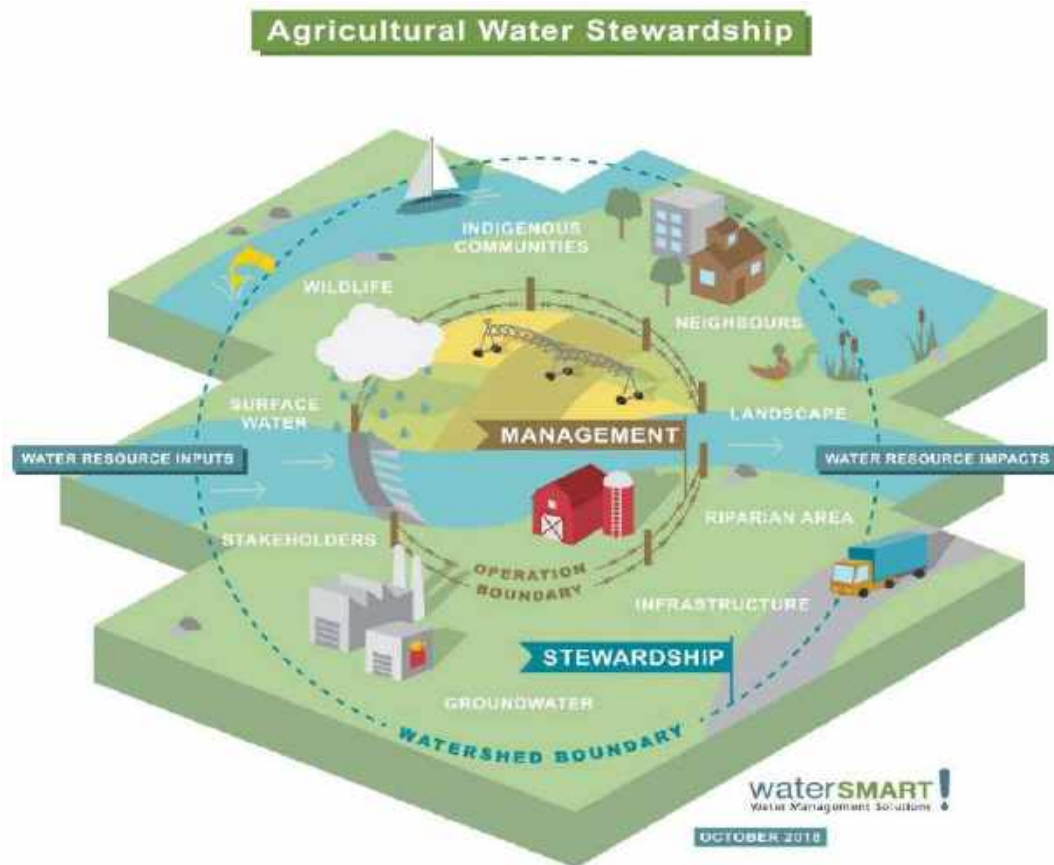 Agricultural Water Stewardship
INDIGENOUS
COMMUNITIES
WILDLIFE
NEIGHBOURS
SURFACE
WATER
LANDSCAPE
MANAGEMENT
WATER RESOURCE INPUTS
WATER RESOURCE IMPACTS
RIPARIAN AREA
STAKEHOLDERS
OPERATION
BOUNDARY
INFRASTRUCTURE
STEWARDSHIP
GROUNDWATER
WATERSHED BOUNDARY
waterSMART!
Water Management Solutions
OCTOBER 2018